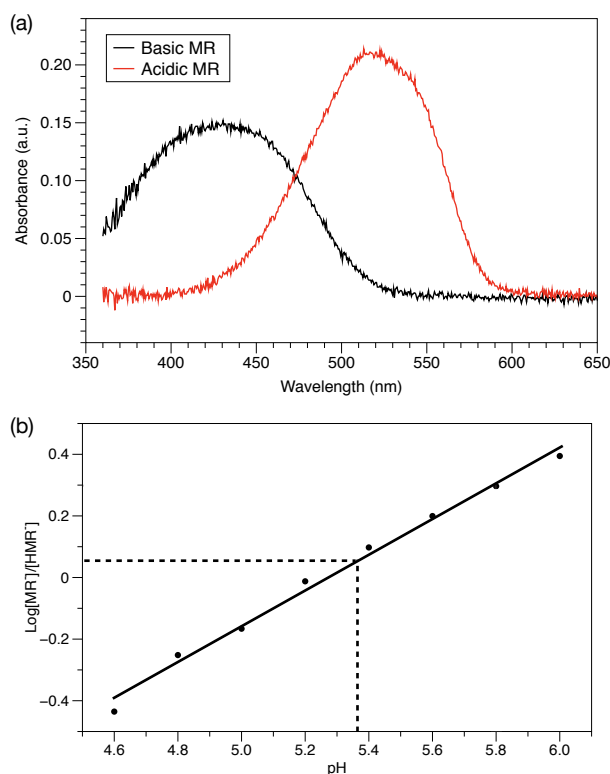 (a)
Basic MR
Acidic MR
0.20
0.15
0.10
0.05
0
Absorbance (a.u.)
350 400 450 500 550 600 650
Wavelength (nm)
(b)
0.4
0.2
0
−0.2
−0.4
Log[MR]/[HMR⁻]
4.6 4.8 5.0 5.2 5.4 5.6 5.8 6.0
pH